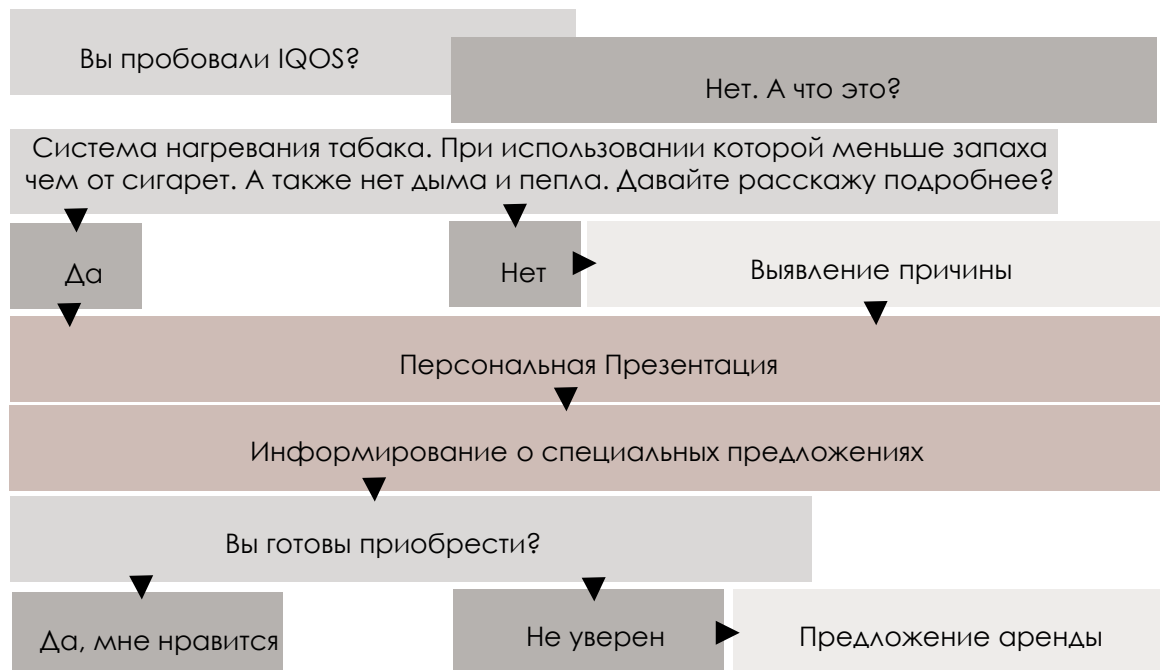 Вы пробовали IQOS?
Нет. А что это?
Система нагревания табака. При использовании которой меньше запаха
чем от сигарет. А также нет дыма и пепла. Давайте расскажу подробнее?
Да
Нет
Выявление причины
Персональная Презентация
Информирование о специальных предложениях
Вы готовы приобрести?
Да, мне нравится
Не уверен
Предложение аренды